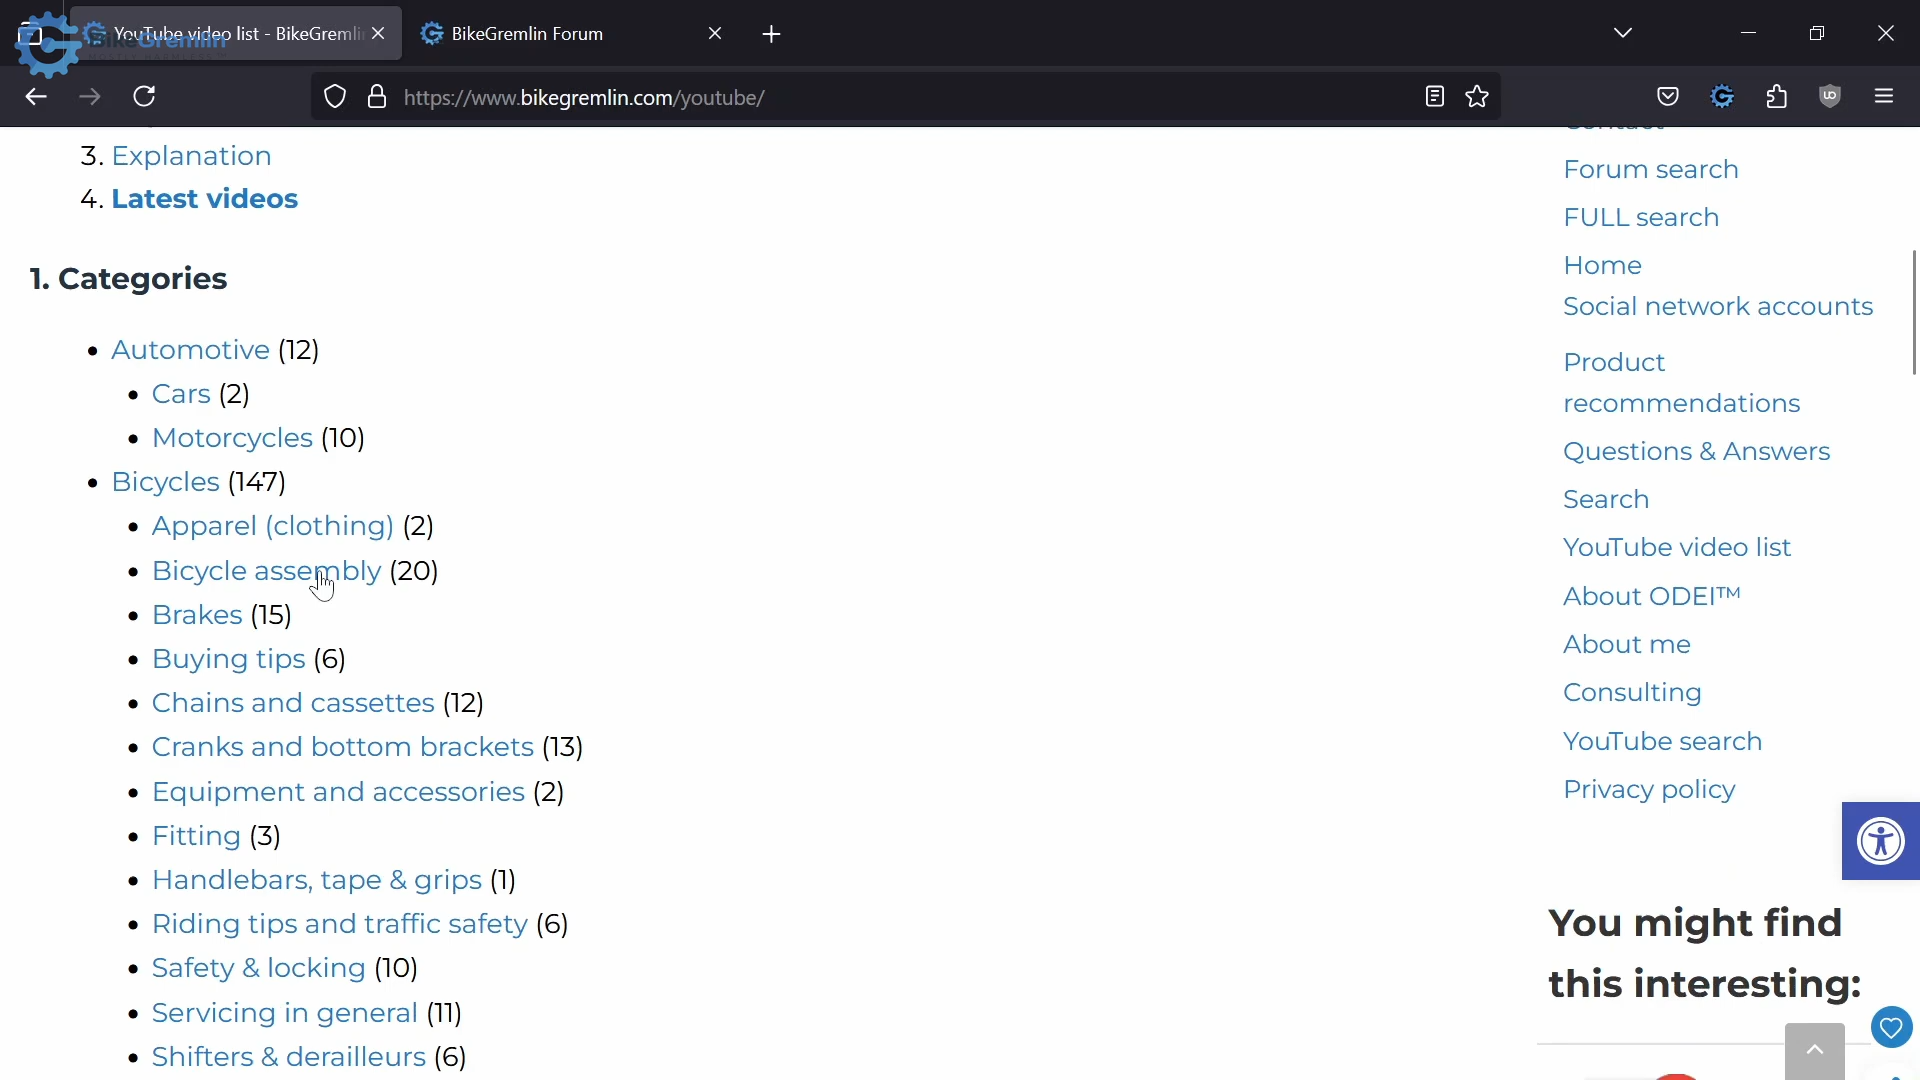 YouTube video list - BikeGremli
BikeGremlin Forum
BikeGremlin
https://www.bikegremlin.com/youtube/
3. Explanation
4. Latest videos
1. Categories
Automotive (12)
Cars (2)
Motorcycles (10)
Bicycles (147)
Apparel (clothing) (2)
Bicycle assembly (20)
Brakes (15)
Buying tips (6)
Chains and cassettes (12)
Cranks and bottom brackets (13)
Equipment and accessories (2)
Fitting (3)
Handlebars, tape & grips (1)
Riding tips and traffic safety (6)
Safety & locking (10)
Servicing in general (11)
Shifters & derailleurs (6)
Forum search
FULL search
Home
Social network accounts
Product
recommendations
Questions & Answers
Search
YouTube video list
About ODEI™
About me
Consulting
YouTube search
Privacy policy
You might find
this interesting: